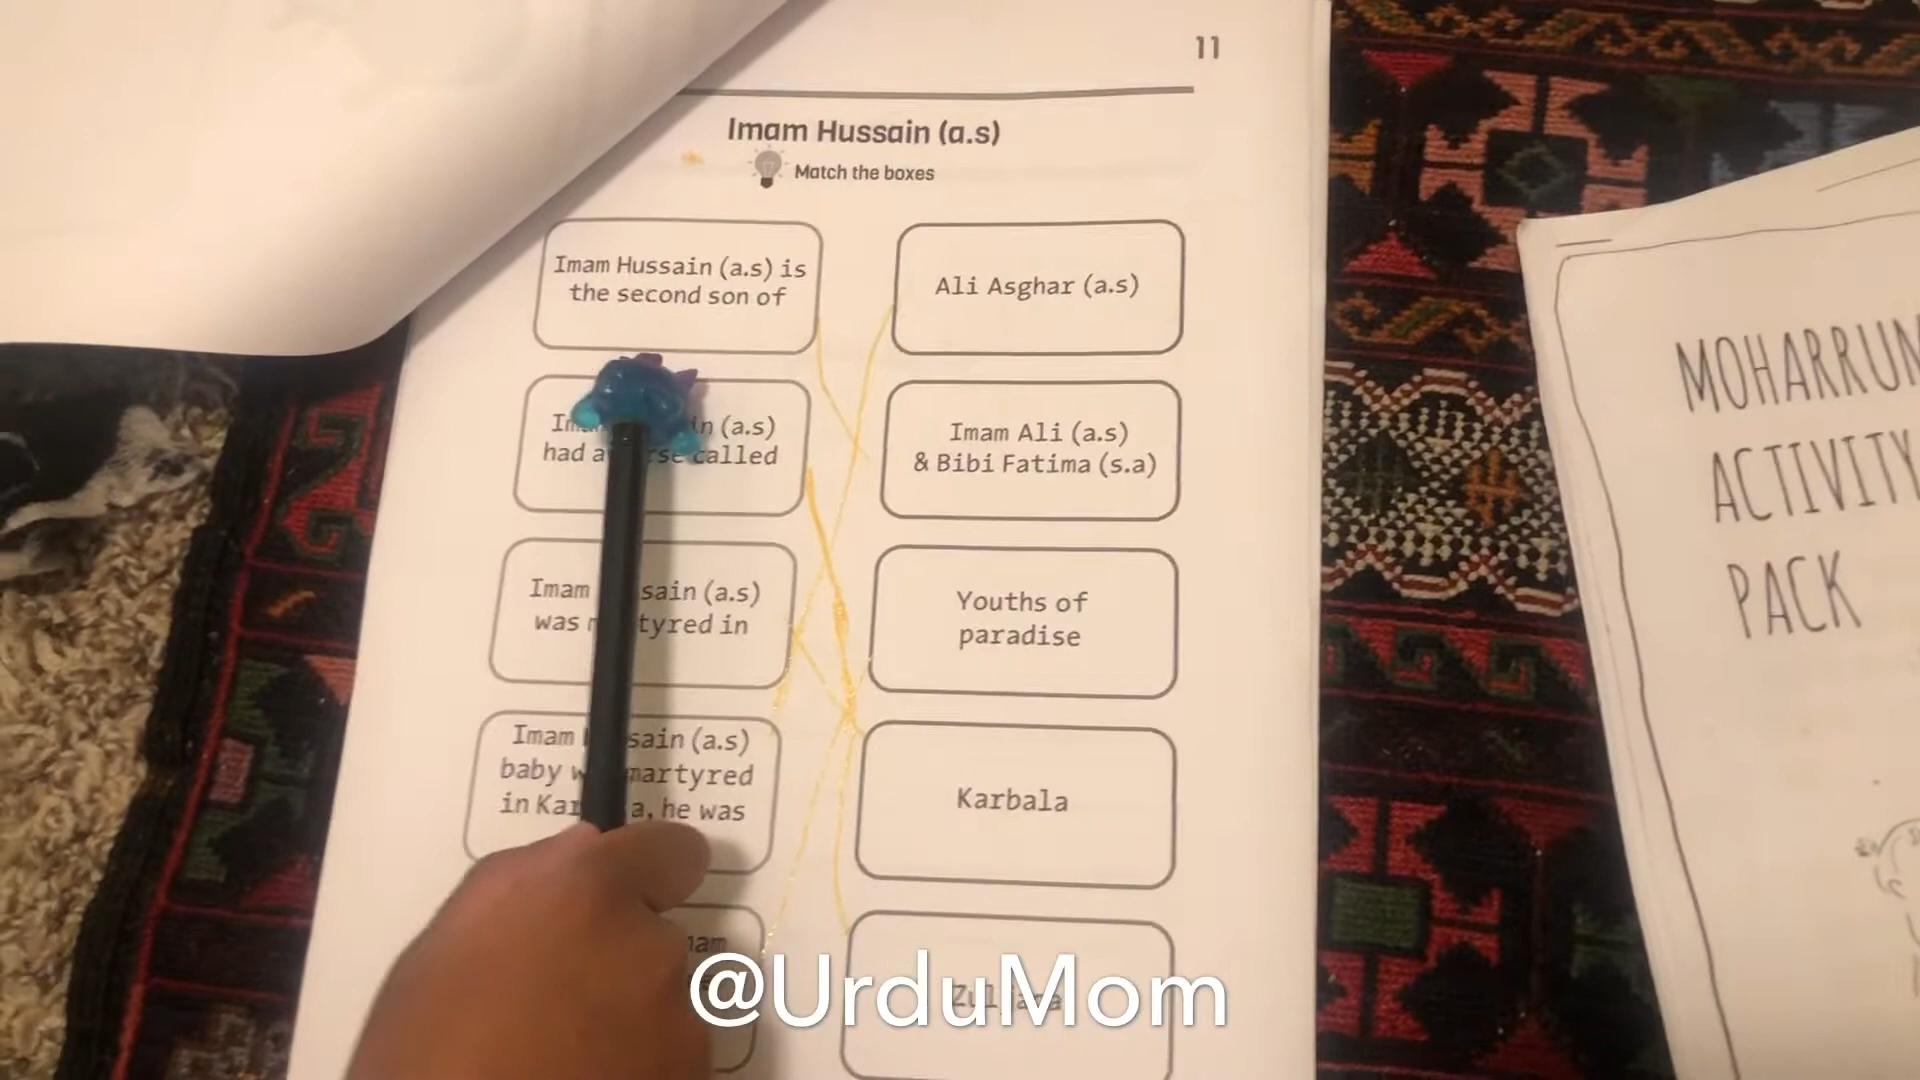 11
Imam Hussain (a.s)
Match the boxes
Imam Hussain (a.s) is
the second son of
Ali Asghar (a.s)
in (a.s)
had a called
Imam Ali (a.s)
& Bibi Fatima (s.a)
Imam sain (a.s)
was tyred in
Youths of
paradise
Imam sain (a.s)
baby martyred
in Kar a, he was
Karbala
Zuljana
@UrduMom
MOHARRUM
ACTIVITY
PACK